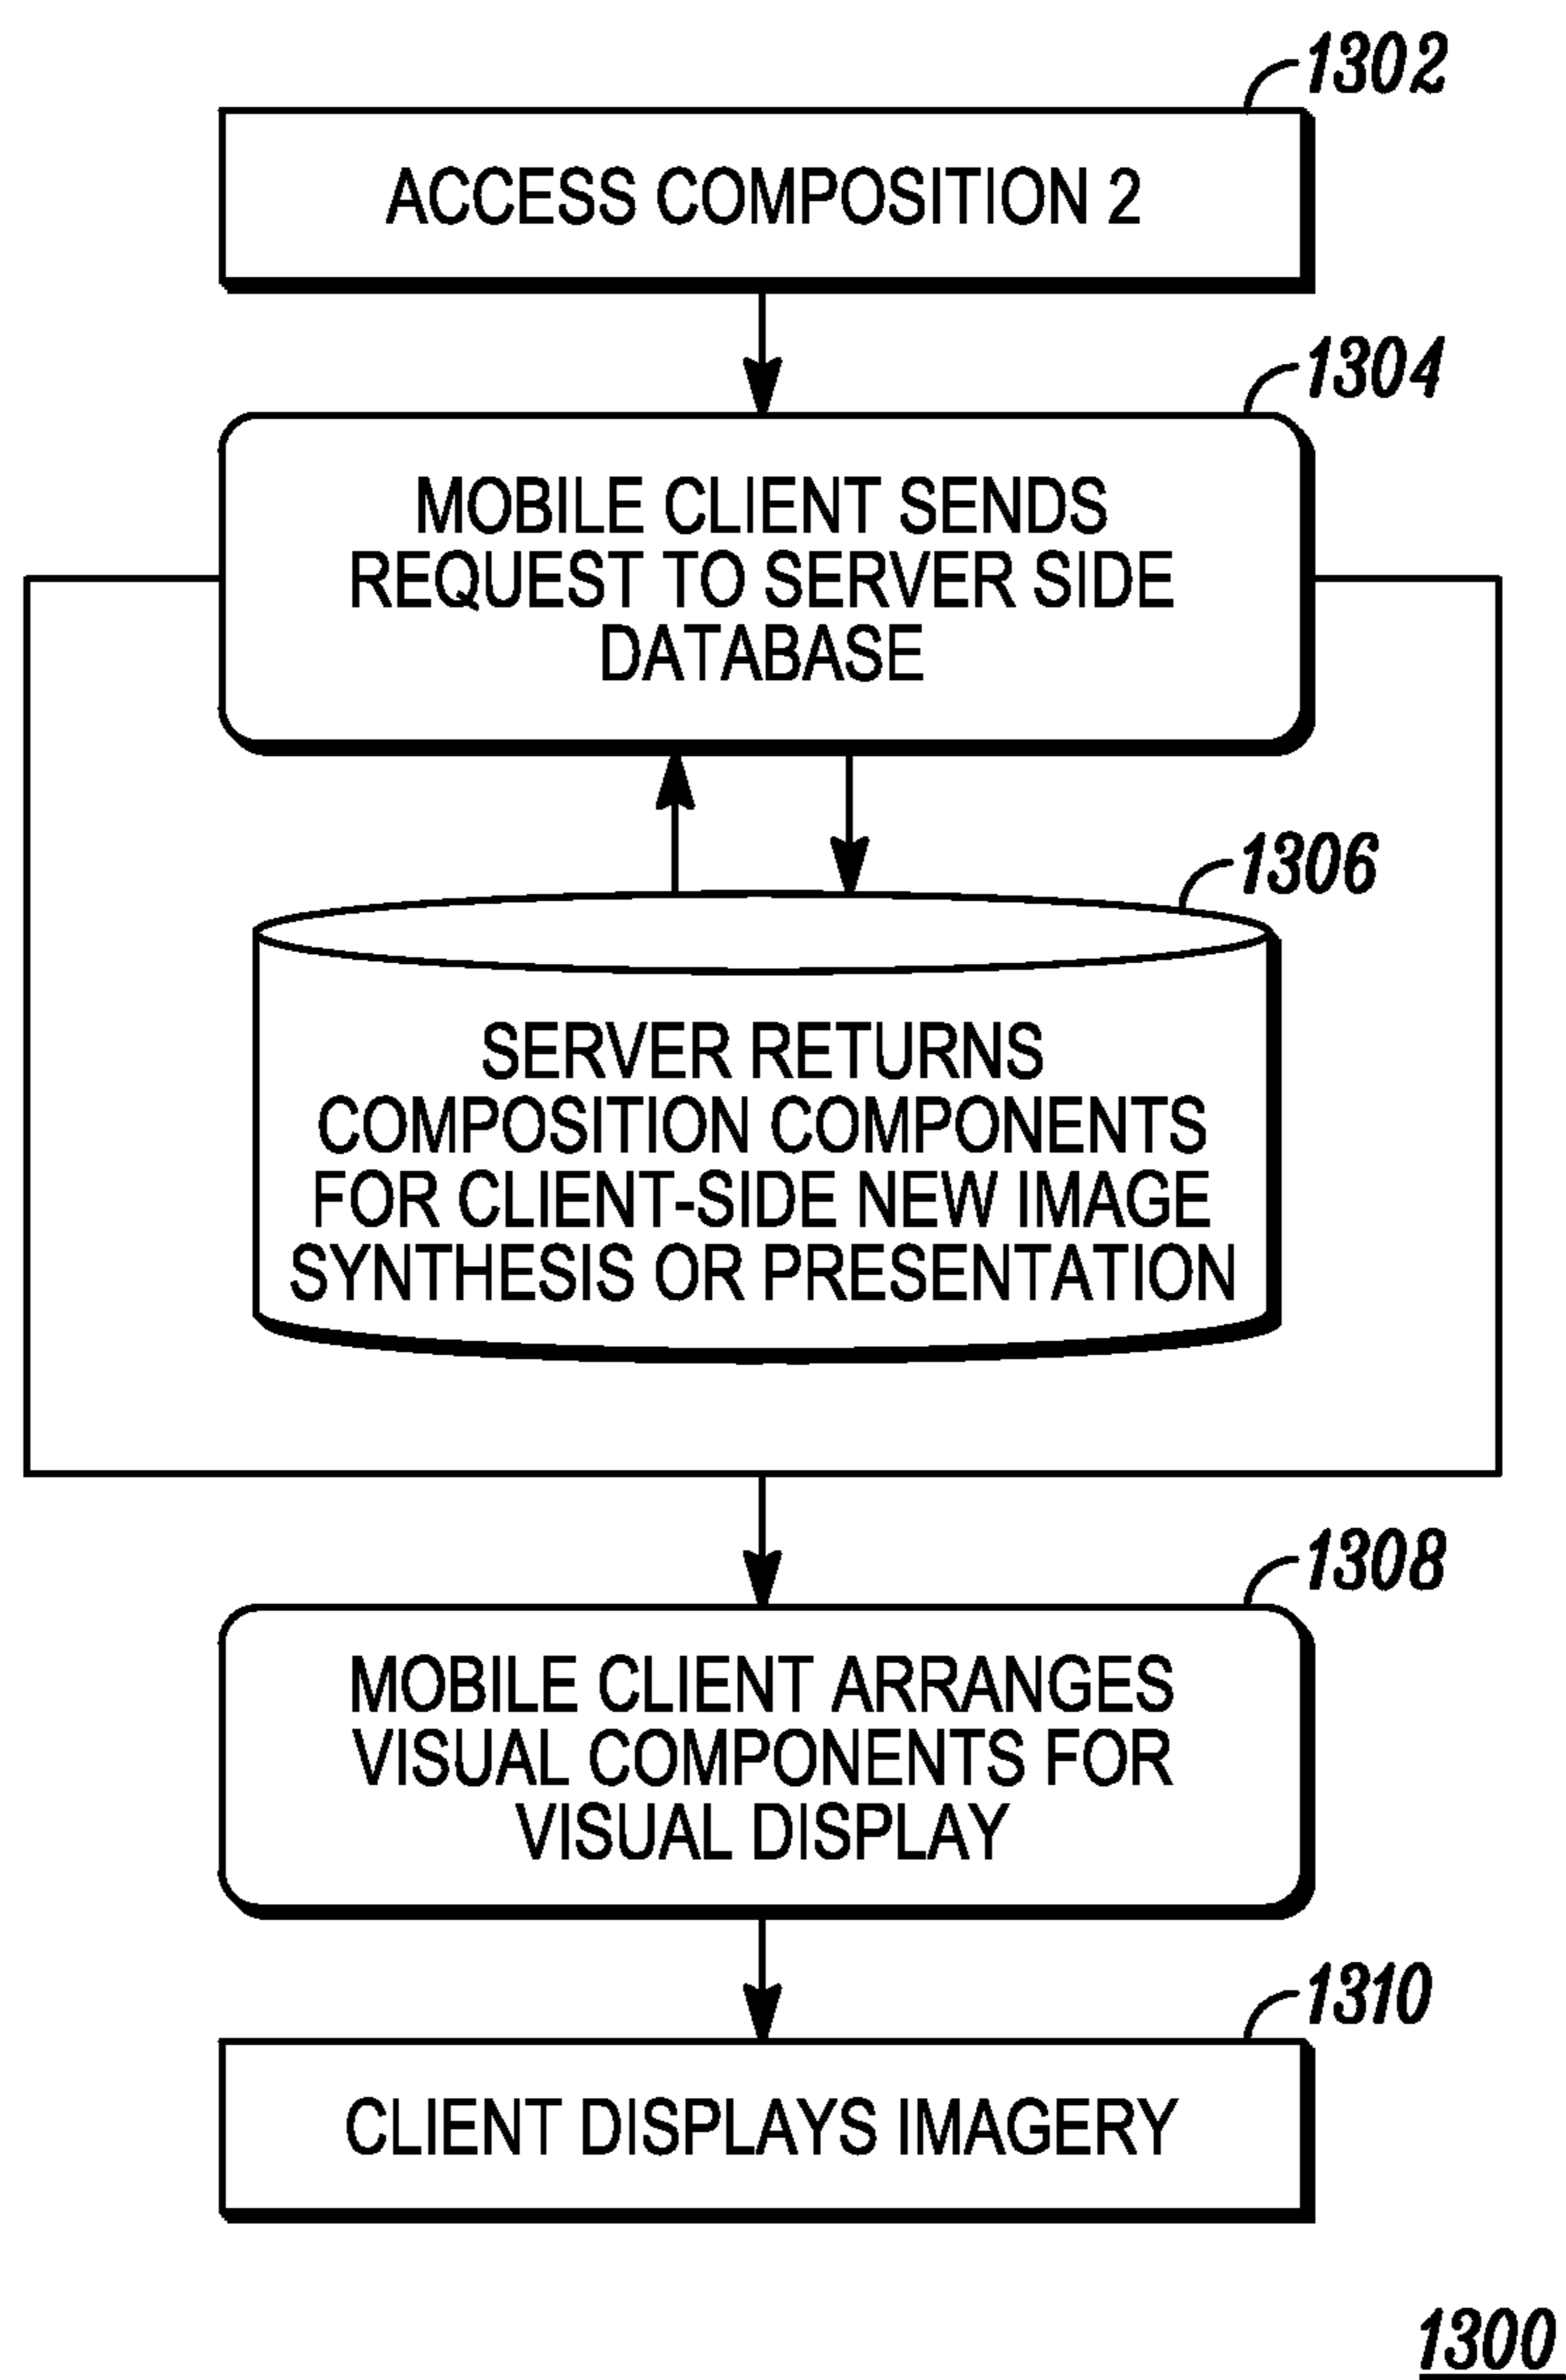 1302
ACCESS COMPOSITION 2
1304
MOBILE CLIENT SENDS
REQUEST TO SERVER SIDE
DATABASE
1306
SERVER RETURNS
COMPOSITION COMPONENTS
FOR CLIENT-SIDE NEW IMAGE
SYNTHESIS OR PRESENTATION
1308
MOBILE CLIENT ARRANGES
VISUAL COMPONENTS FOR
VISUAL DISPLAY
1310
CLIENT DISPLAYS IMAGERY
1300